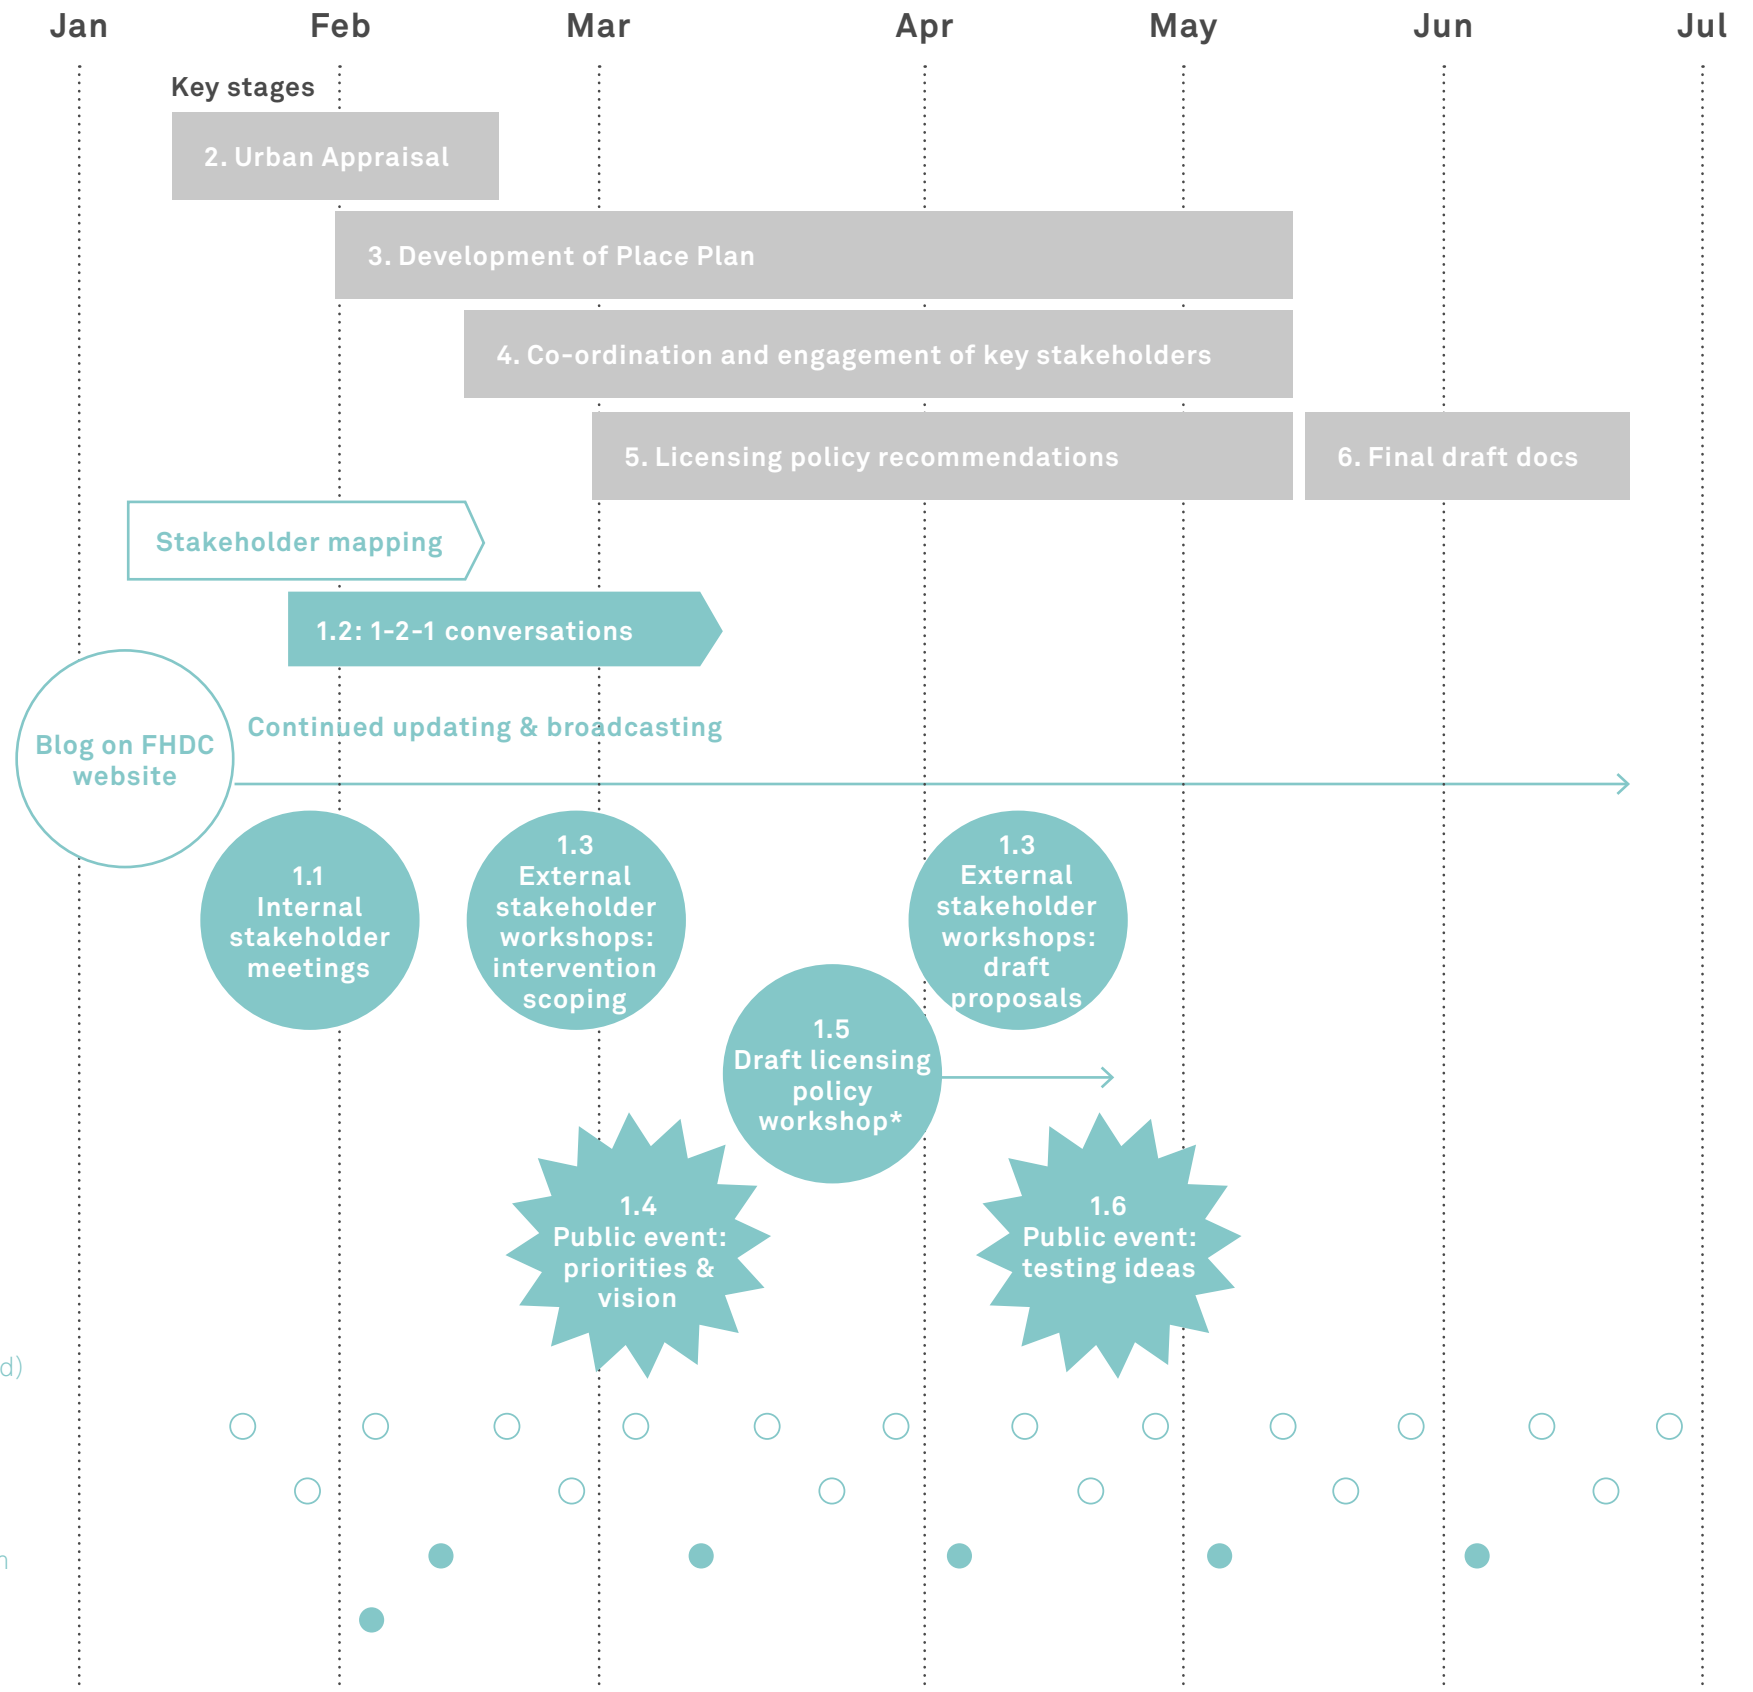 Jan Feb Mar Apr May Jun Jul
Key stages
2. Urban Appraisal
3. Development of Place Plan
4. Co-ordination and engagement of key stakeholders
5. Licensing policy recommendations
6. Final draft docs
Stakeholder mapping
1.2: 1-2-1 conversations
Blog on FHDC
website
Continued updating & broadcasting
1.1
Internal
stakeholder
meetings
1.3
External
stakeholder
workshops:
intervention
scoping
1.3
External
stakeholder
workshops:
draft
proposals
1.5
Draft licensing
policy
workshop*
1.4
Public event:
priorities &
vision
1.6
Public event:
testing ideas